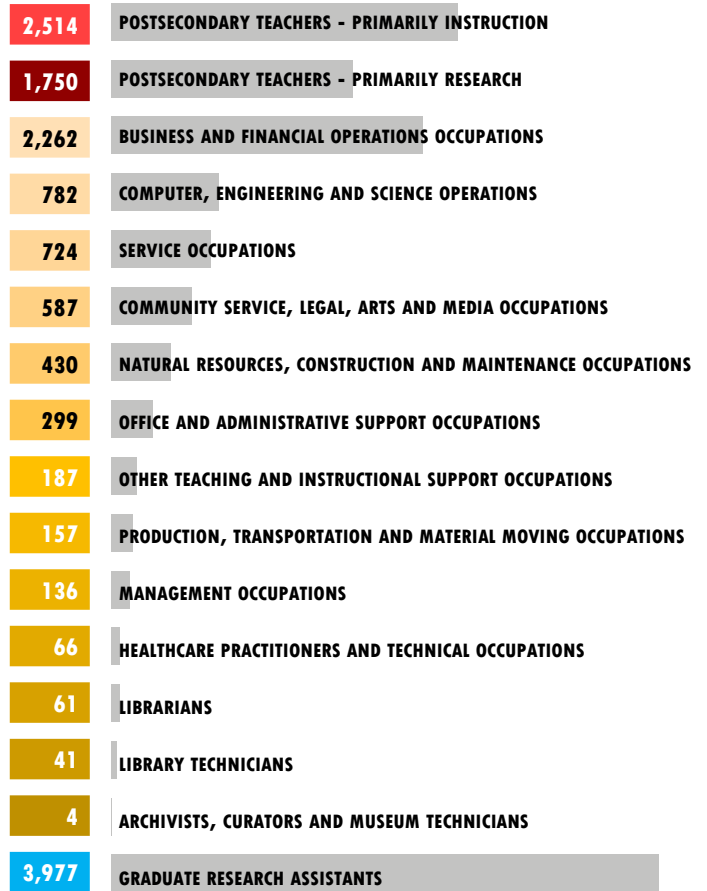 2,514 POSTSECONDARY TEACHERS - PRIMARILY INSTRUCTION
1,750 POSTSECONDARY TEACHERS - PRIMARILY RESEARCH
2,262 BUSINESS AND FINANCIAL OPERATIONS OCCUPATIONS
782 COMPUTER, ENGINEERING AND SCIENCE OPERATIONS
724 SERVICE OCCUPATIONS
587 COMMUNITY SERVICE, LEGAL, ARTS AND MEDIA OCCUPATIONS
430 NATURAL RESOURCES, CONSTRUCTION AND MAINTENANCE OCCUPATIONS
299 OFFICE AND ADMINISTRATIVE SUPPORT OCCUPATIONS
187 OTHER TEACHING AND INSTRUCTIONAL SUPPORT OCCUPATIONS
157 PRODUCTION, TRANSPORTATION AND MATERIAL MOVING OCCUPATIONS
136 MANAGEMENT OCCUPATIONS
66 HEALTHCARE PRACTITIONERS AND TECHNICAL OCCUPATIONS
61 LIBRARIANS
41 LIBRARY TECHNICIANS
4 ARCHIVISTS, CURATORS AND MUSEUM TECHNICIANS
3,977 GRADUATE RESEARCH ASSISTANTS